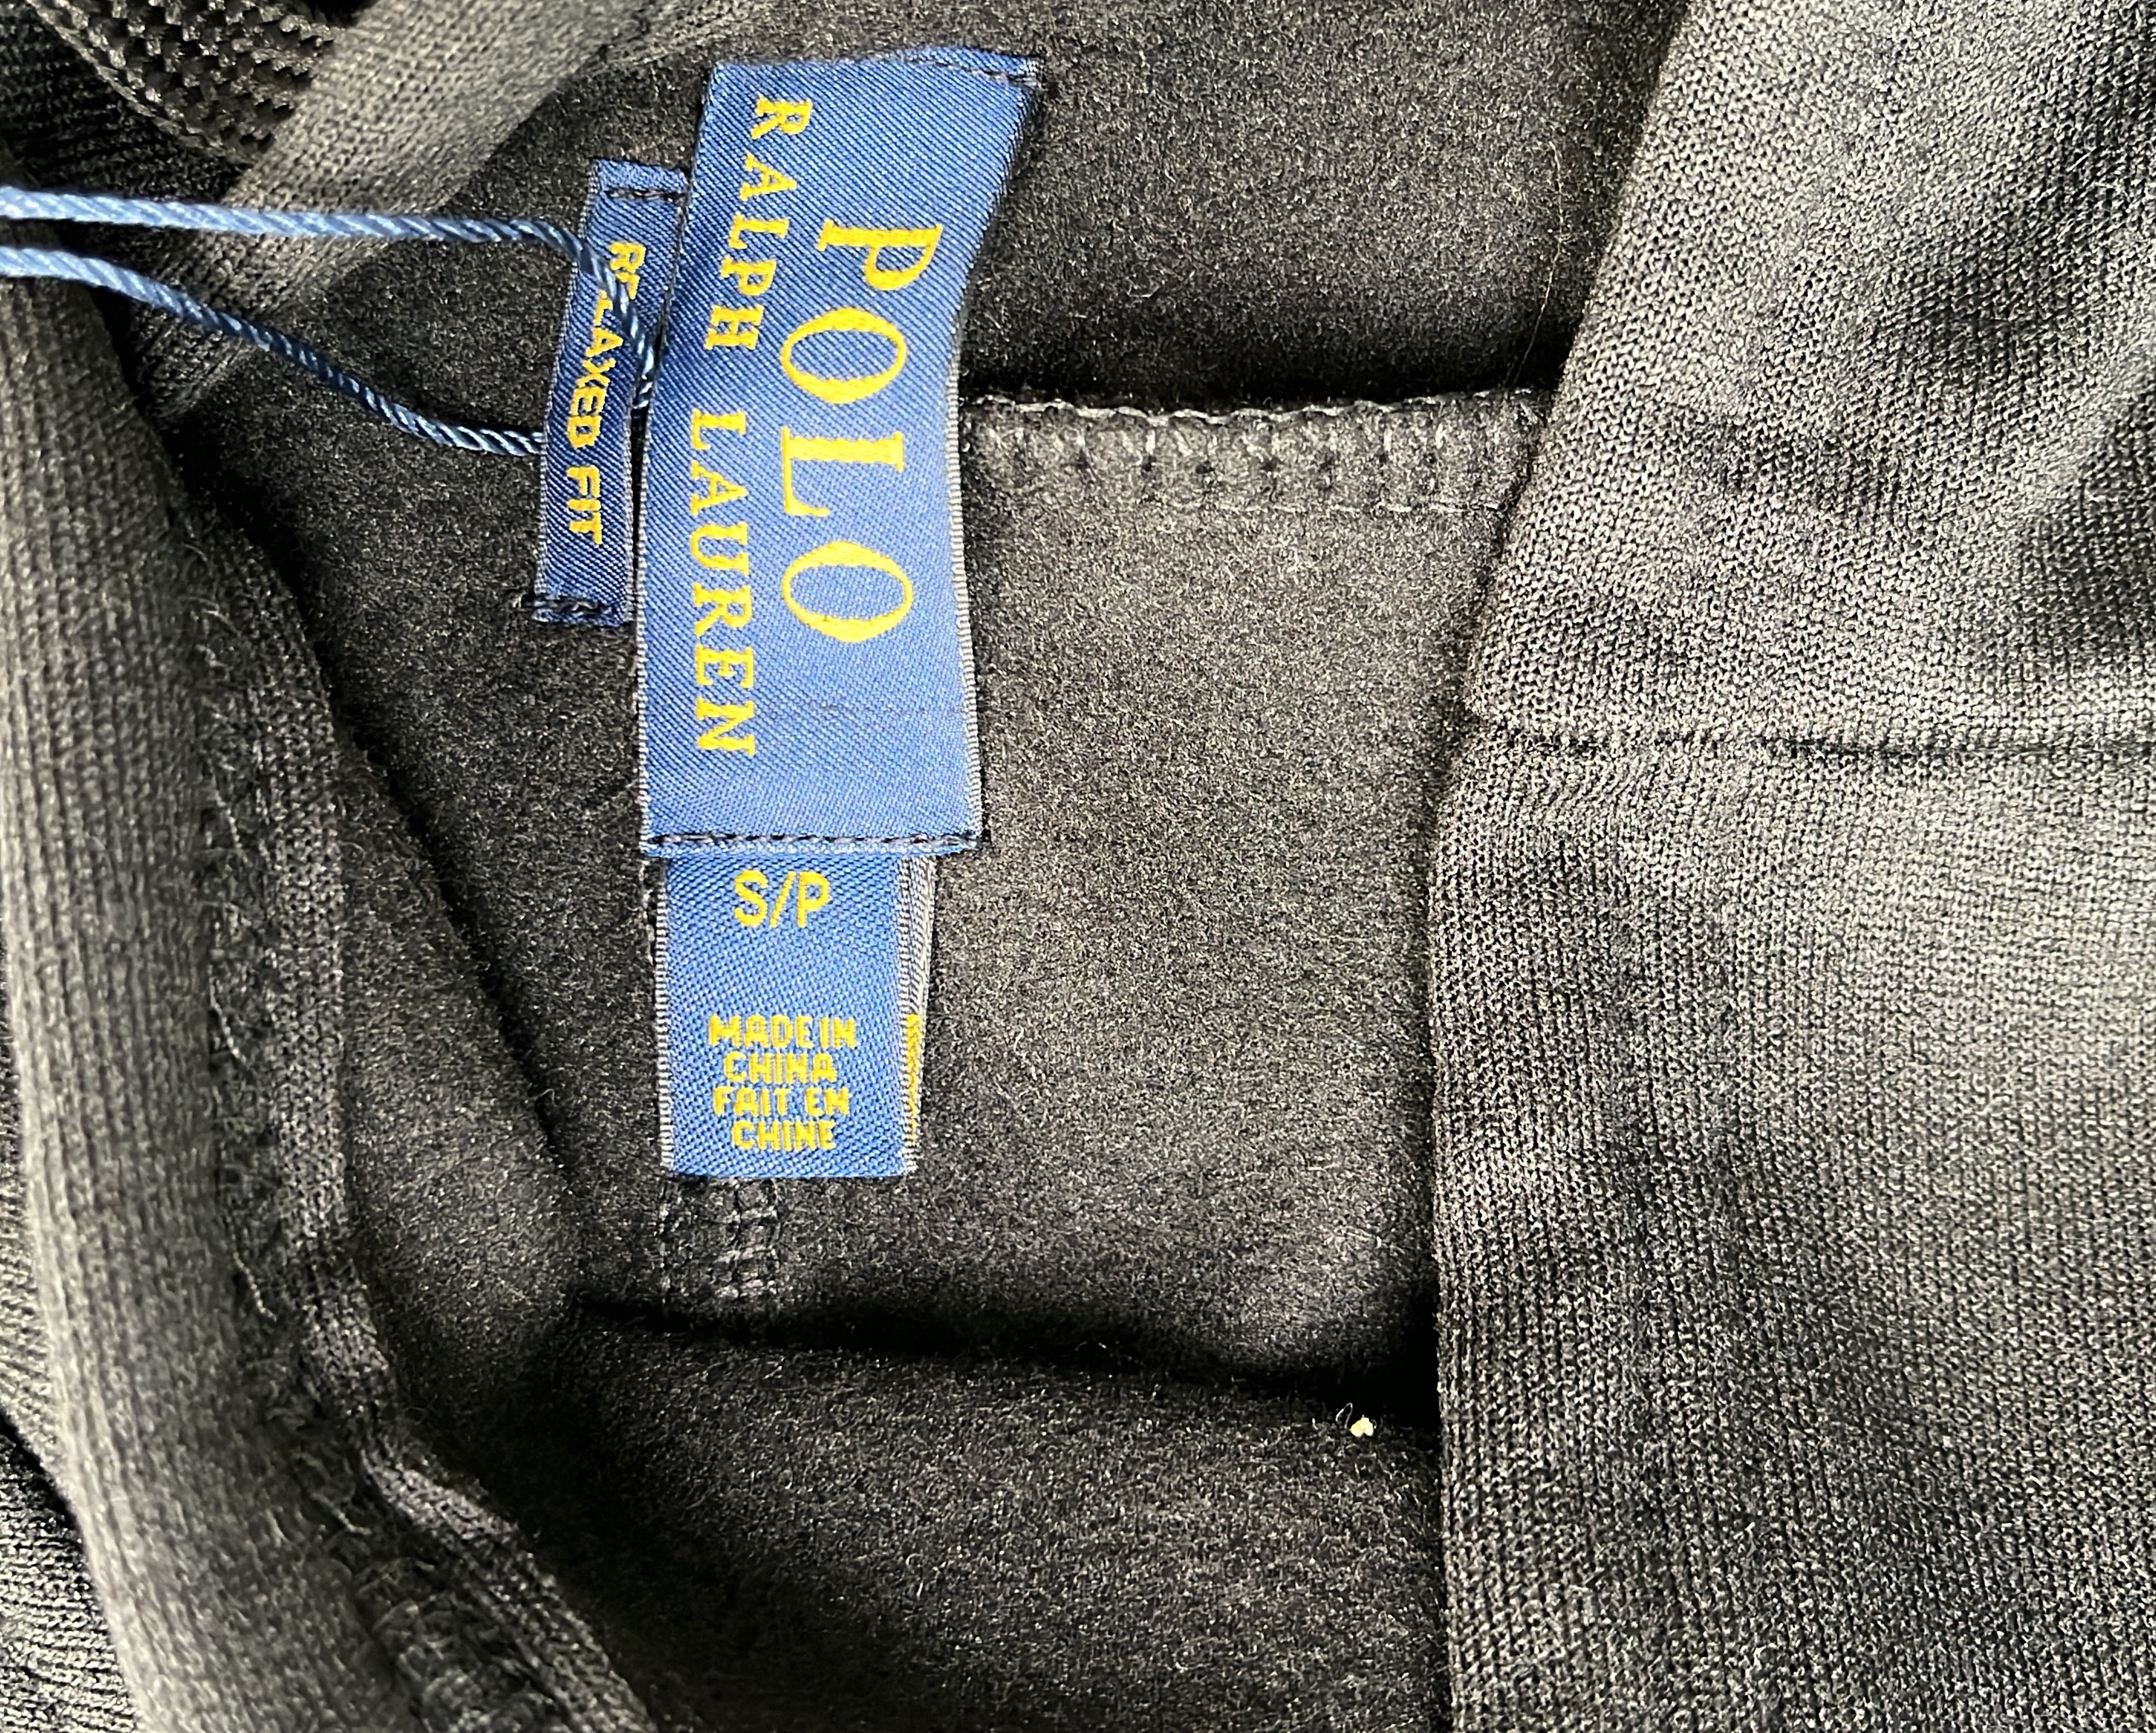 POLO
RALPH LAUREN
RELAXED FIT
S/P
MADE IN
CHINA
FAIT EN
CHINE